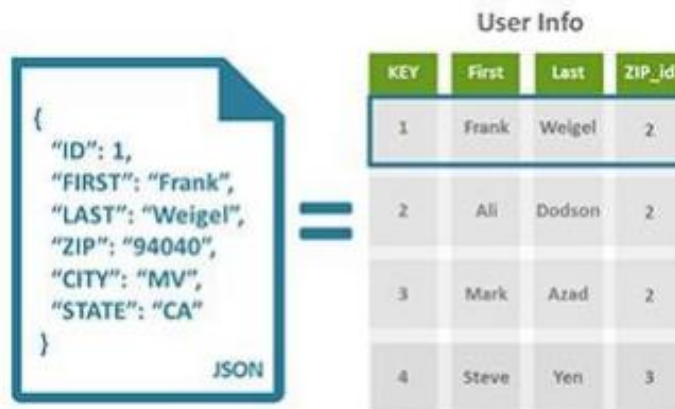 {
"ID": 1,
"FIRST": "Frank",
"LAST": "Weigel",
"ZIP": "94040",
"CITY": "MV",
"STATE": "CA"
}
JSON
=
User Info
KEY First Last ZIP_id
1 Frank Weigel 2
2 Ali Dodson 2
3 Mark Azad 2
4 Steve Yen 3